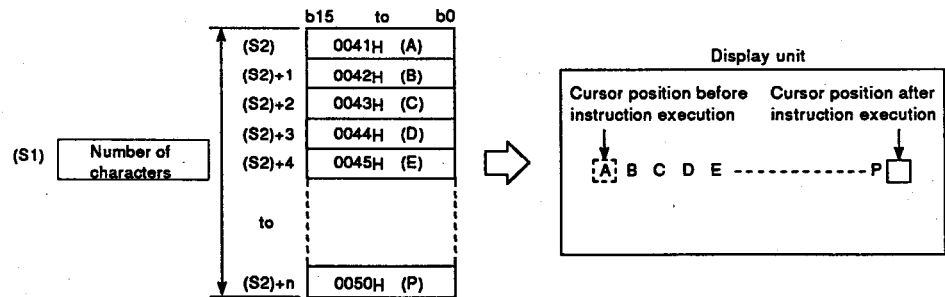 b15 to b0
(S2) 0041H (A)
(S2)+1 0042H (B)
(S2)+2 0043H (C)
(S2)+3 0044H (D)
(S2)+4 0045H (E)
(S1) Number of
characters
to
(S2)+n 0050H (P)
Display unit
Cursor position before
instruction execution
Cursor position after
instruction execution
A B C D E ------------ P